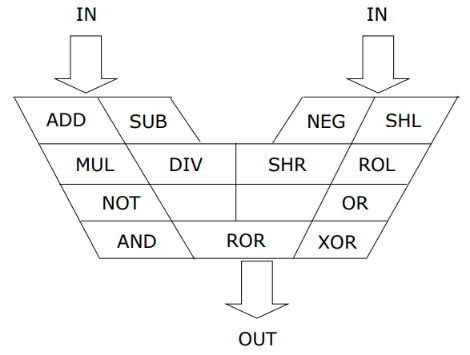 IN IN
ADD SUB NEG SHL
MUL DIV SHR ROL
NOT OR
AND ROR XOR
OUT